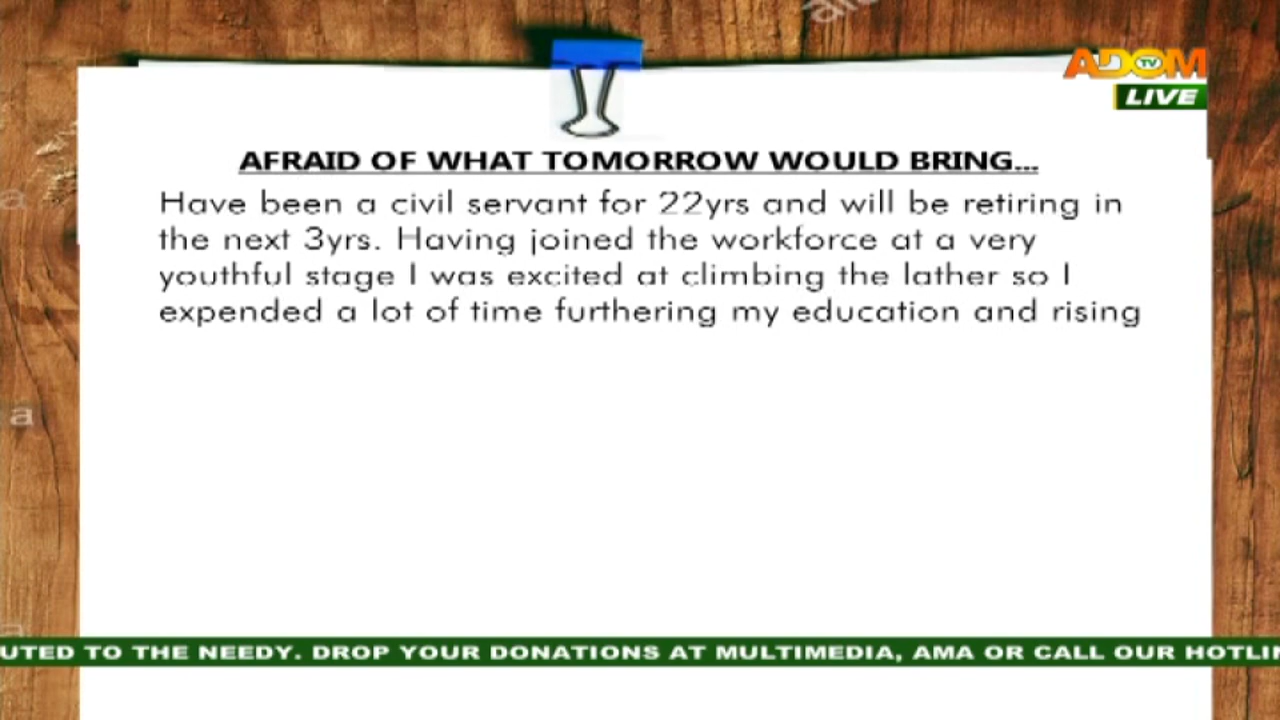 ADOM TV
LIVE
AFRAID OF WHAT TOMORROW WOULD BRING...
Have been a civil servant for 22yrs and will be retiring in
the next 3yrs. Having joined the workforce at a very
youthful stage I was excited at climbing the lather so I
expended a lot of time furthering my education and rising
a
a
UTED TO THE NEEDY. DROP YOUR DONATIONS AT MULTIMEDIA, AMA OR CALL OUR HOTLIN